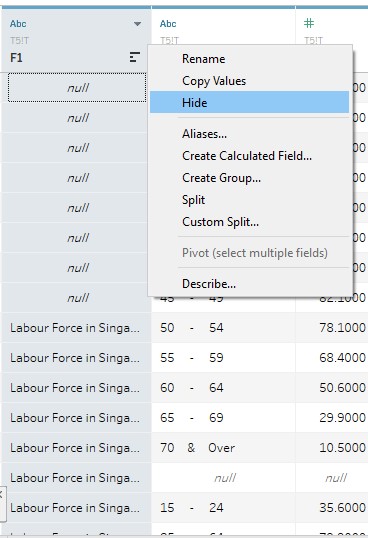 Abc Abc #
T5!T T5!T T5!T
F1
null
Rename
null
Copy Values
Hide
null
Aliases...
null
Create Calculated Field...
null
Create Group...
null
Split
Custom Split...
null
Pivot (select multiple fields)
Describe...
null 45 - 49 82.1000
Labour Force in Singa... 50 - 54 78.1000
Labour Force in Singa... 55 - 59 68.4000
Labour Force in Singa... 60 - 64 50.6000
Labour Force in Singa... 65 - 69 29.9000
Labour Force in Singa... 70 & Over 10.5000
Labour Force in Singa... null null
Labour Force in Singa... 15 - 24 35.6000